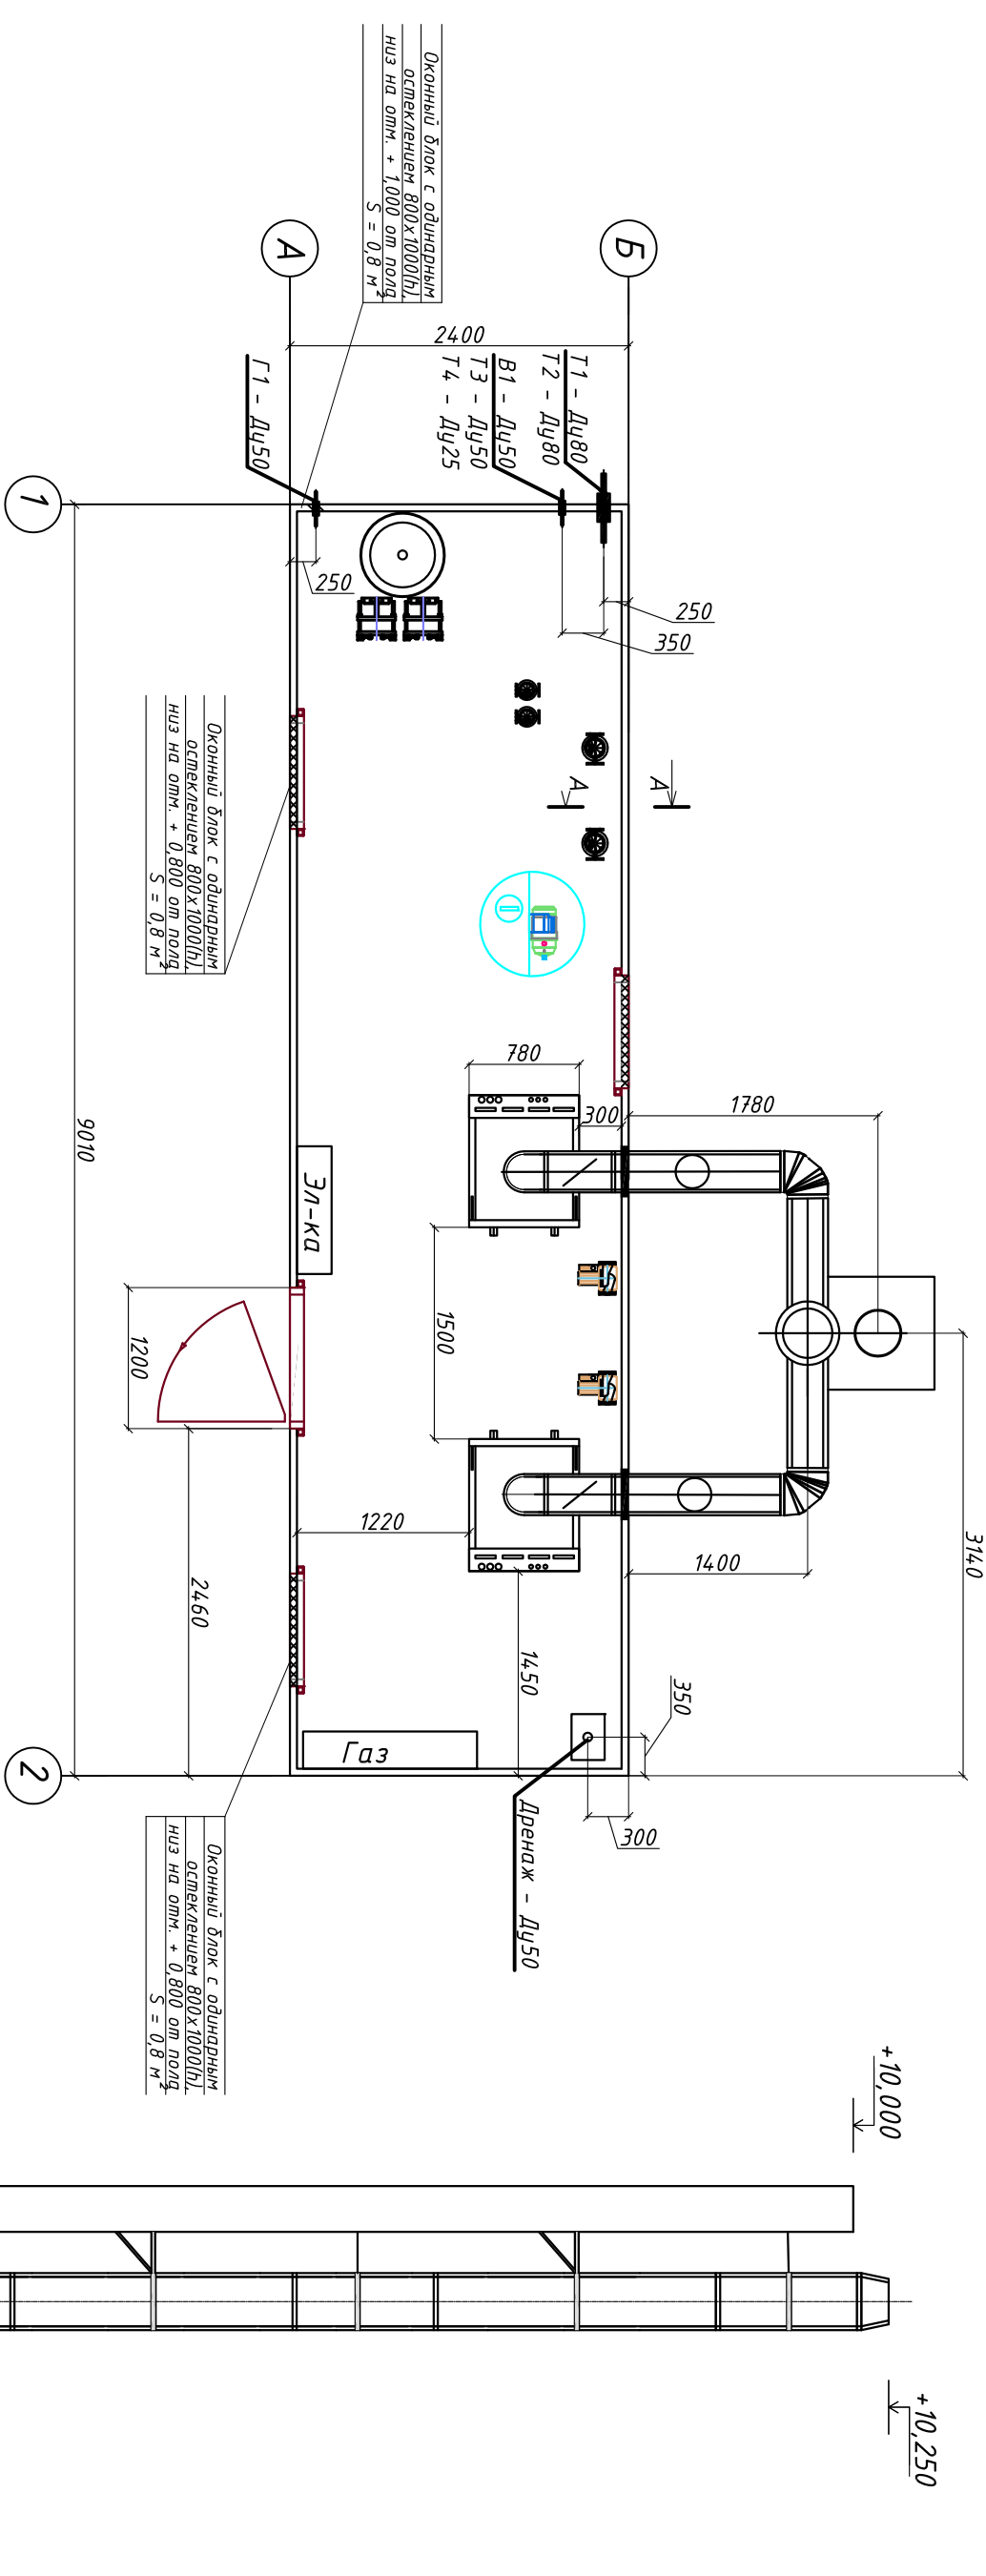 Оконный блок с одинарным
остеклением 800х1000(h),
низ на отм. + 1,000 от пола
S = 0,8 м²
Б
А
2400
Т1 - Ду80
Т2 - Ду80
В1 - Ду50
Т3 - Ду50
Т4 - Ду25
Г1 - Ду50
1
250
250
350
А
А
Оконный блок с одинарным
остеклением 800х1000(h),
низ на отм. + 0,800 от пола
S = 0,8 м²
780
300
1780
9010
Эл-ка
1500
1200
1220
1400
3140
2460
1450
350
Газ
2
300
Дренаж - Ду50
Оконный блок с одинарным
остеклением 800х1000(h),
низ на отм. + 0,800 от пола
S = 0,8 м²
+10,000
+10,250